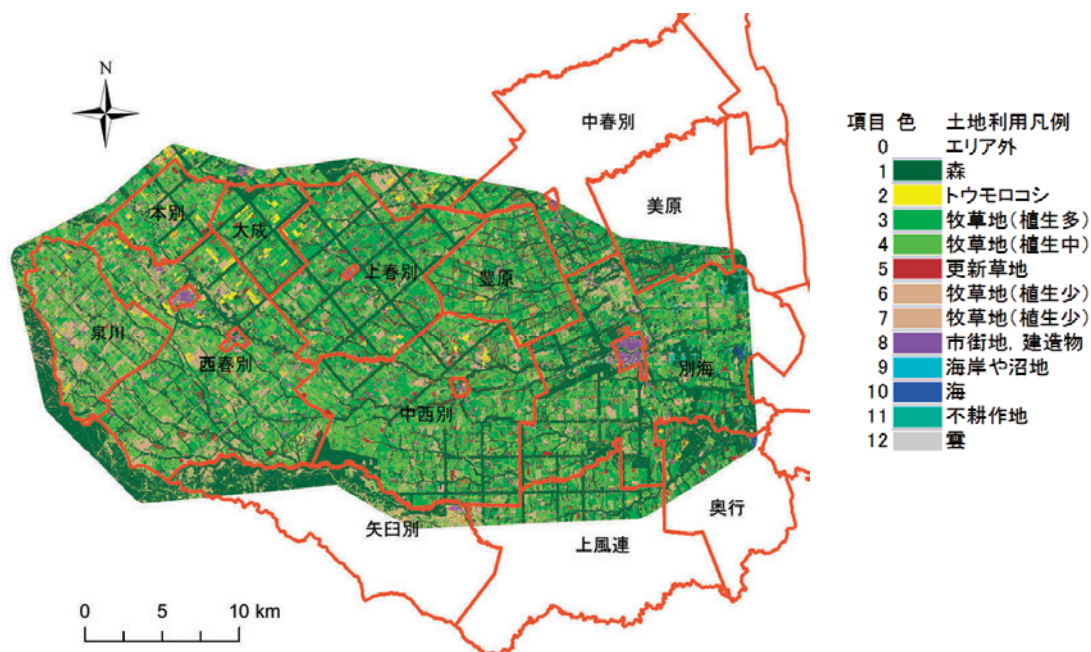 N
中春別
美原
本別
大成
上春別
豊原
泉川
西春別
中西別
別海
矢臼別
上風連
奥行
0 5 10 km
項目 色 土地利用凡例
0 エリア外
1 森
2 トウモロコシ
3 牧草地(植生多)
4 牧草地(植生中)
5 更新草地
6 牧草地(植生少)
7 牧草地(植生少)
8 市街地,建造物
9 海岸や沼地
10 海
11 不耕作地
12 雲